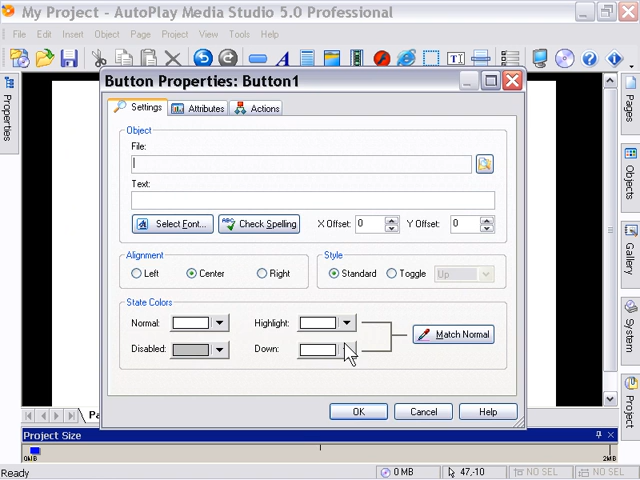 My Project - AutoPlay Media Studio 5.0 Professional
File Edit Insert Object Page Project View Tools Help
Properties
Button Properties: Button1
Settings Attributes Actions
Object
File:
Text:
Select Font... Check Spelling X Offset: 0 Y Offset: 0
Alignment Style
Left Center Right Standard Toggle Up
State Colors
Normal: Highlight: Match Normal
Disabled: Down:
OK Cancel Help
Pages
Objects
Gallery
System
Project
Pa
Project Size
0MB 2MB
Ready 0 MB 47,-10 NO SEL NO SEL